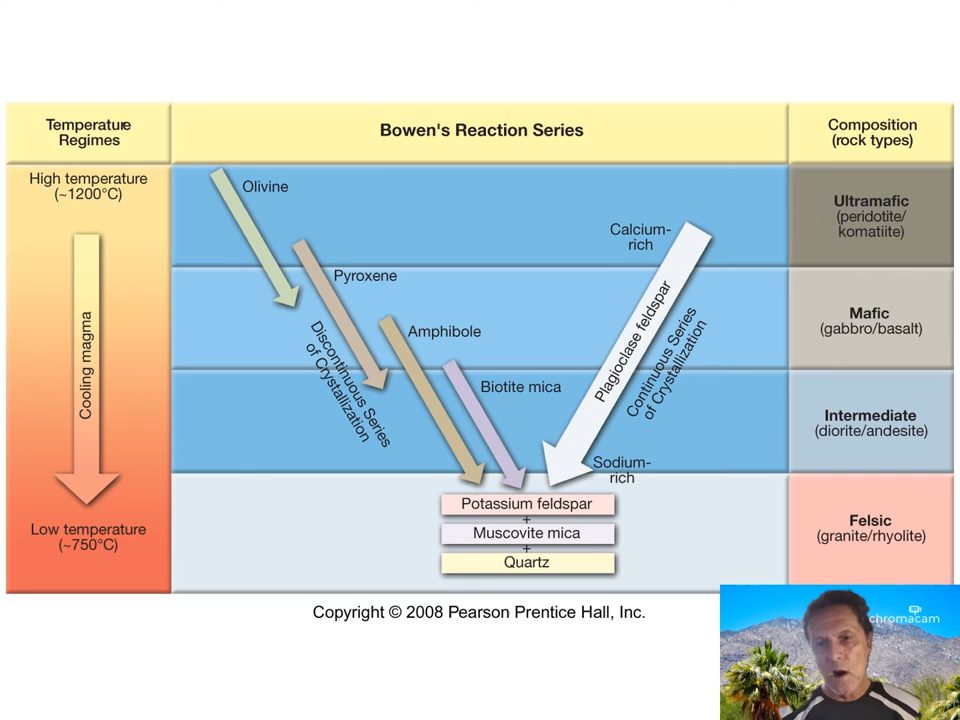 Temperature
Regimes
Bowen's Reaction Series
Composition
(rock types)
High temperature
(~1200°C)
Cooling magma
Low temperature
(~750°C)
Olivine
Pyroxene
Amphibole
Biotite mica
Discontinuous Series
of Crystallization
Calcium-
rich
Plagioclase feldspar
Continuous Series
of Crystallization
Sodium-
rich
Potassium feldspar
+
Muscovite mica
+
Quartz
Ultramafic
(peridotite/
komatiite)
Mafic
(gabbro/basalt)
Intermediate
(diorite/andesite)
Felsic
(granite/rhyolite)
Copyright © 2008 Pearson Prentice Hall, Inc.
chromacam